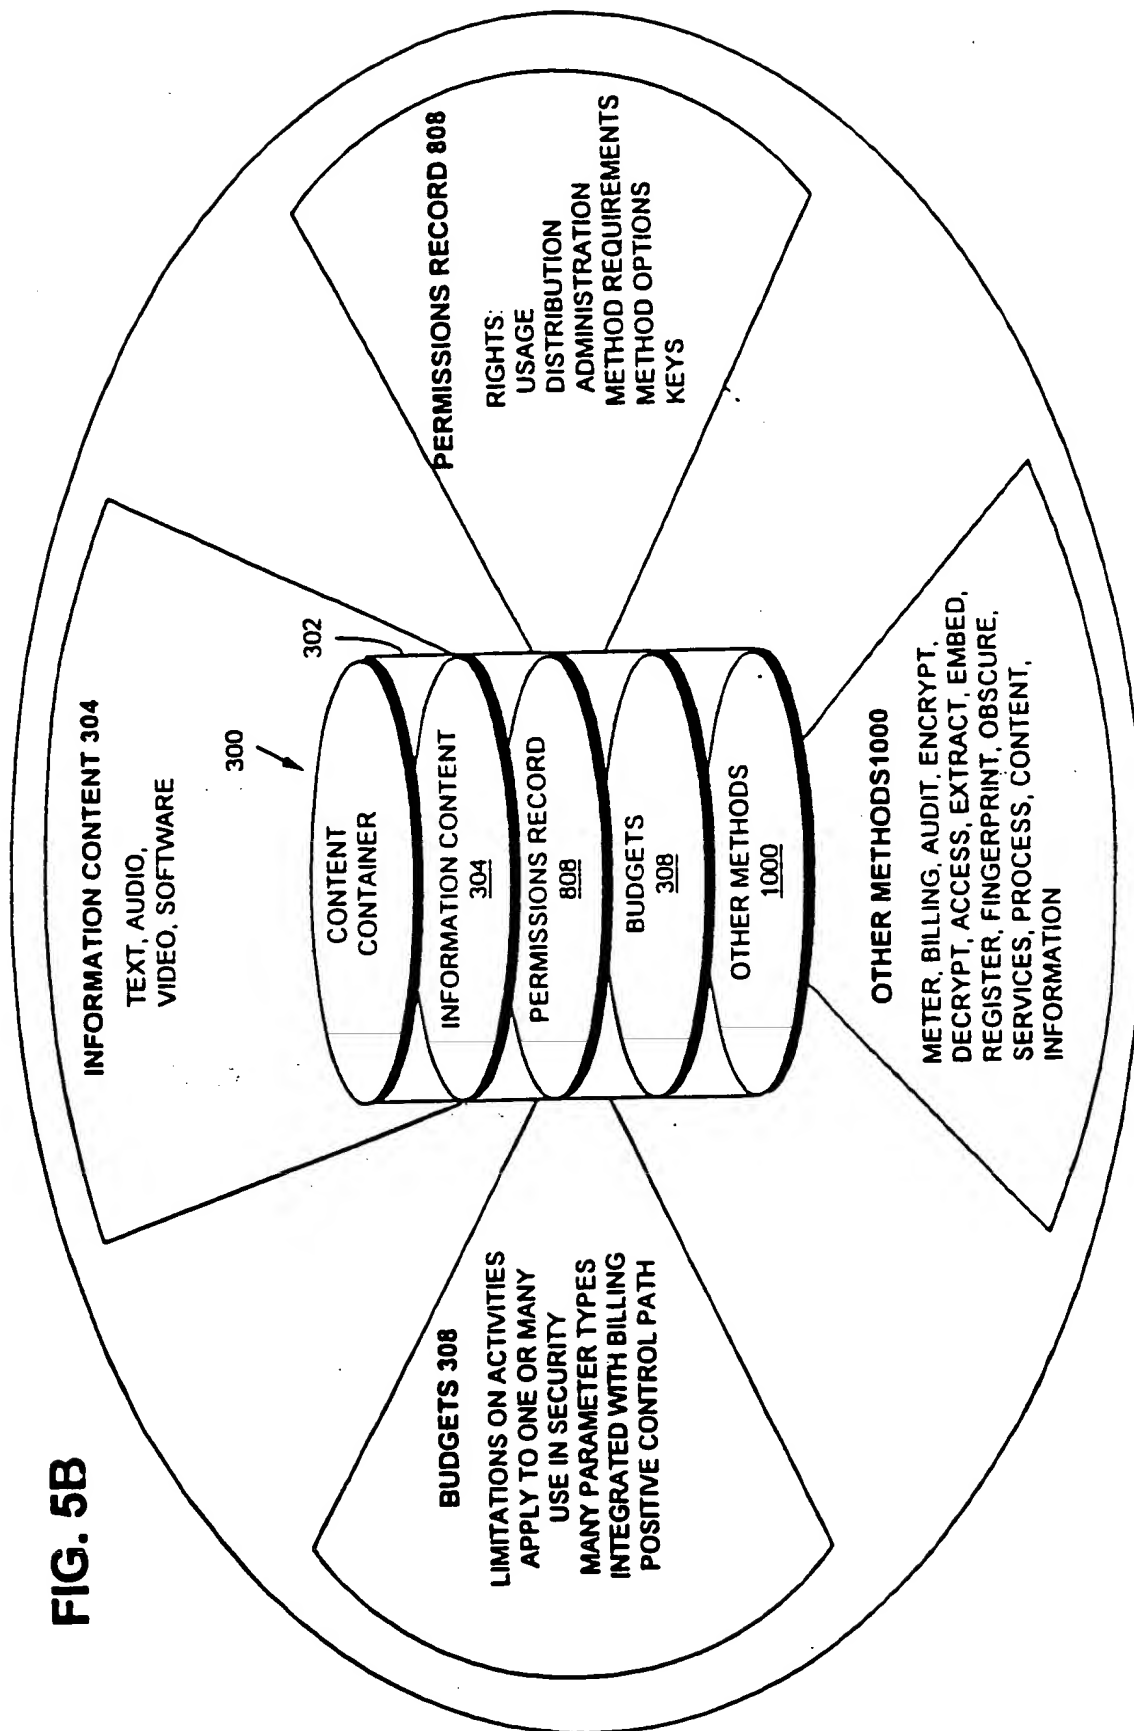 FIG. 5B
INFORMATION CONTENT 304
TEXT, AUDIO,
VIDEO, SOFTWARE
300
302
CONTENT
CONTAINER
INFORMATION CONTENT
304
PERMISSIONS RECORD
808
BUDGETS
308
OTHER METHODS
1000
BUDGETS 308
LIMITATIONS ON ACTIVITIES
APPLY TO ONE OR MANY
USE IN SECURITY
MANY PARAMETER TYPES
INTEGRATED WITH BILLING
POSITIVE CONTROL PATH
PERMISSIONS RECORD 808
RIGHTS:
USAGE
DISTRIBUTION
ADMINISTRATION
METHOD REQUIREMENTS
METHOD OPTIONS
KEYS
OTHER METHODS1000
METER, BILLING, AUDIT, ENCRYPT,
DECRYPT, ACCESS, EXTRACT, EMBED,
REGISTER, FINGERPRINT, OBSCURE,
SERVICES, PROCESS, CONTENT,
INFORMATION